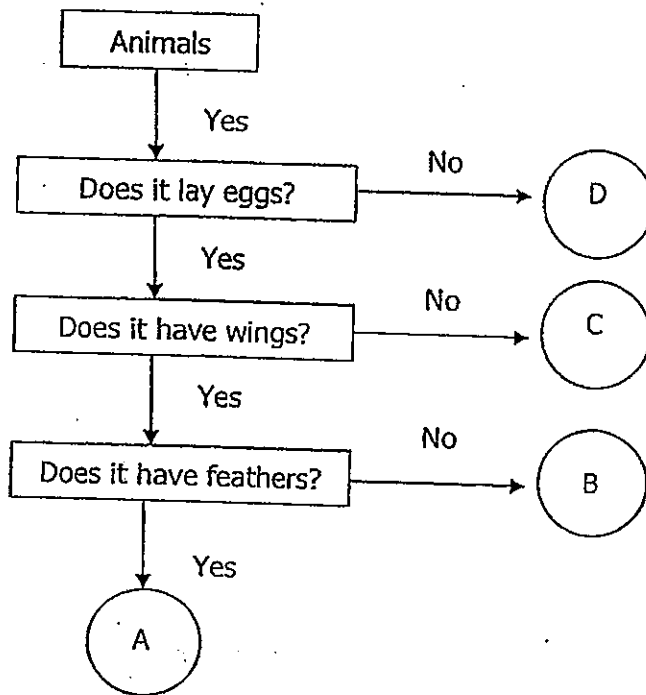 Animals
Yes
Does it lay eggs?
No
D
Yes
Does it have wings?
No
C
Yes
Does it have feathers?
No
B
Yes
A